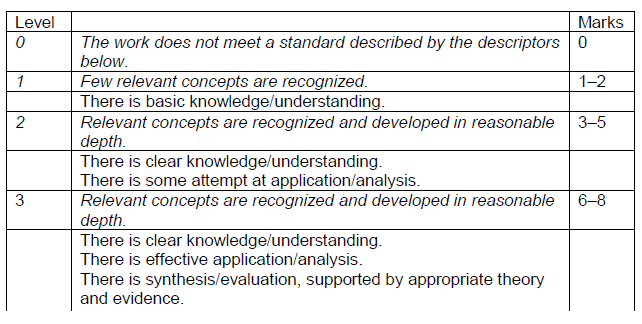 Level Marks
0 The work does not meet a standard described by the descriptors 0
below.
1 Few relevant concepts are recognized. 1–2
There is basic knowledge/understanding.
2 Relevant concepts are recognized and developed in reasonable 3–5
depth.
There is clear knowledge/understanding.
There is some attempt at application/analysis.
3 Relevant concepts are recognized and developed in reasonable 6–8
depth.
There is clear knowledge/understanding.
There is effective application/analysis.
There is synthesis/evaluation, supported by appropriate theory
and evidence.